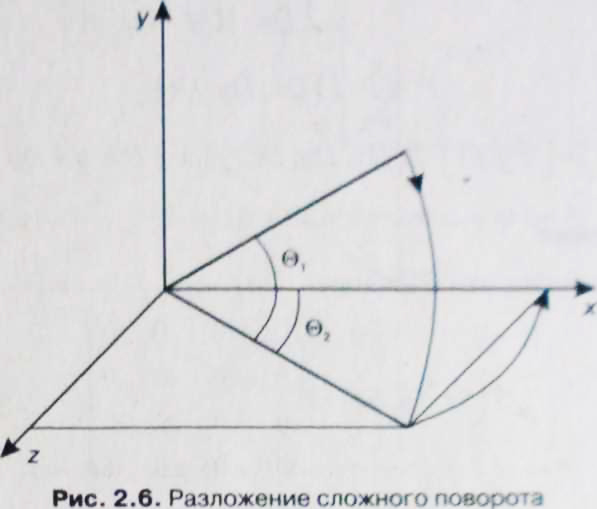 y
Θ₁
x
Θ₂
z
Рис. 2.6. Разложение сложного поворота